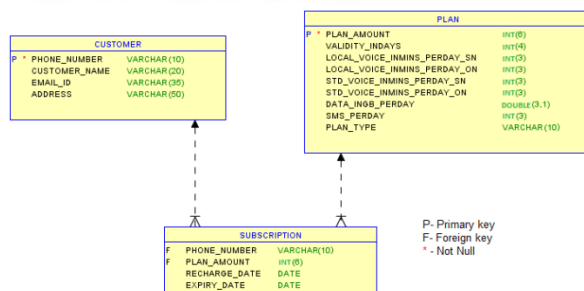 CUSTOMER
P * PHONE_NUMBER VARCHAR(10)
CUSTOMER_NAME VARCHAR(20)
EMAIL_ID VARCHAR(35)
ADDRESS VARCHAR(50)
PLAN
P * PLAN_AMOUNT INT(6)
VALIDITY_INDAYS INT(4)
LOCAL_VOICE_INMINS_PERDAY_SN INT(3)
LOCAL_VOICE_INMINS_PERDAY_ON INT(3)
STD_VOICE_INMINS_PERDAY_SN INT(3)
STD_VOICE_INMINS_PERDAY_ON INT(3)
DATA_INGB_PERDAY DOUBLE(3,1)
SMS_PERDAY INT(3)
PLAN_TYPE VARCHAR(10)
SUBSCRIPTION
F PHONE_NUMBER VARCHAR(10)
F PLAN_AMOUNT INT(6)
RECHARGE_DATE DATE
EXPIRY_DATE DATE
P- Primary key
F- Foreign key
* - Not Null